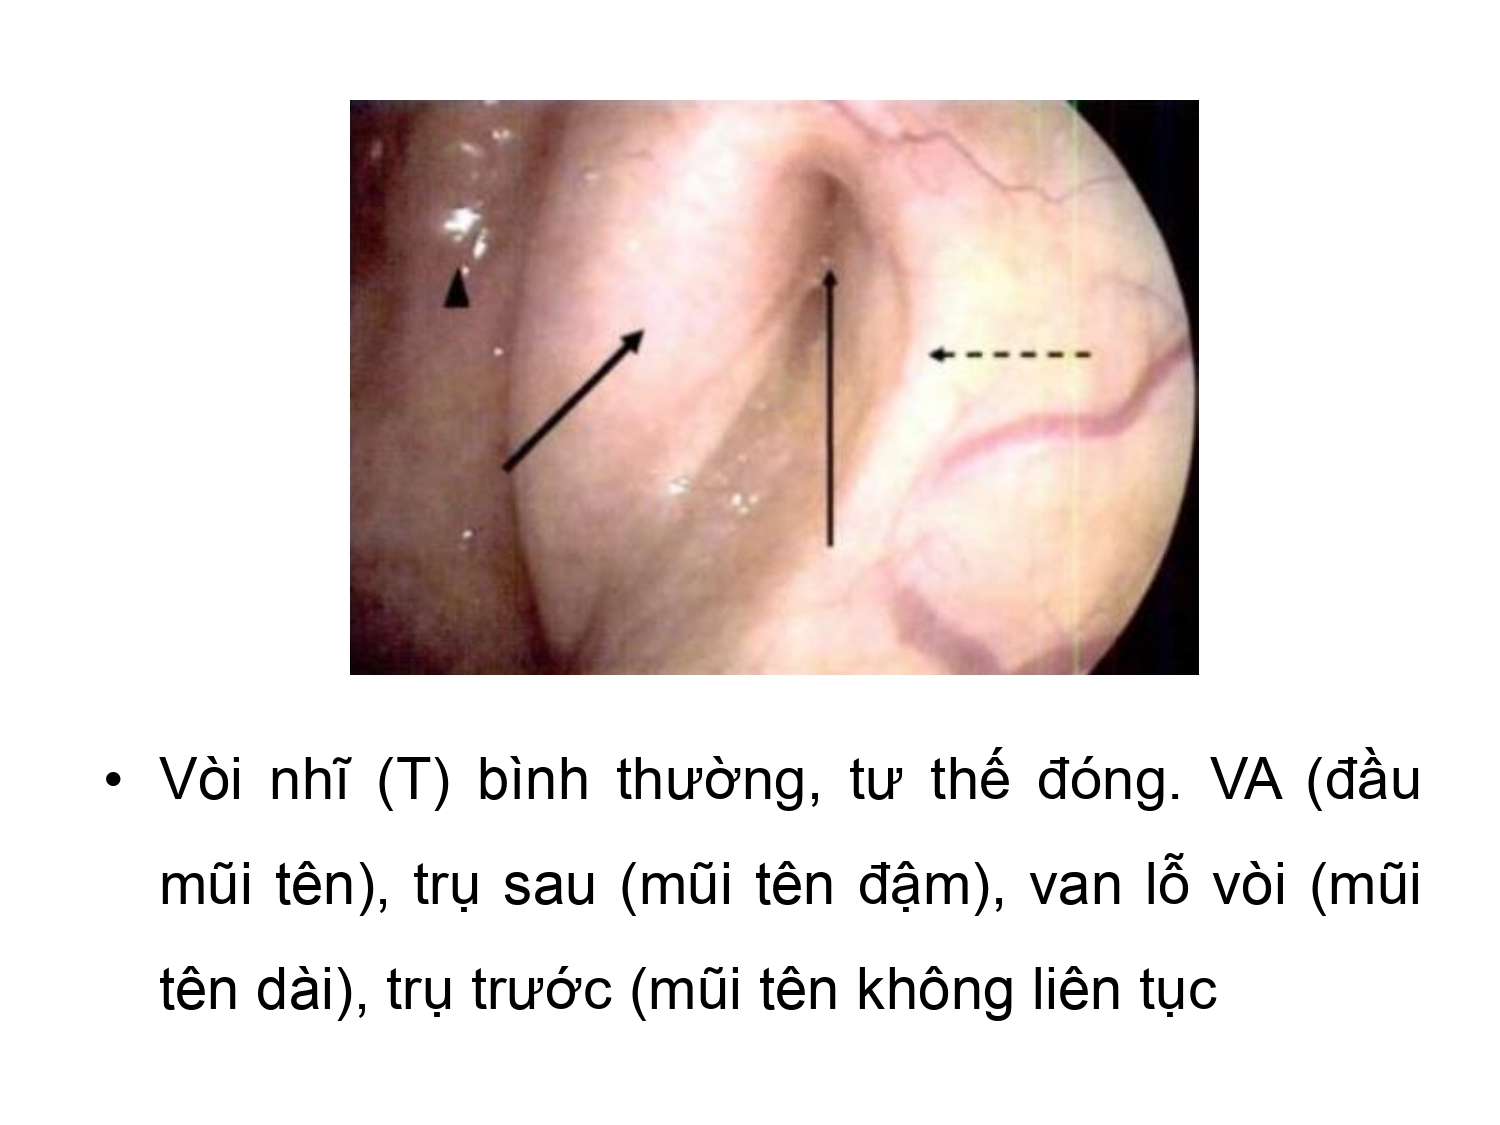 • Vòi nhĩ (T) bình thường, tư thế đóng. VA (đầu
mũi tên), trụ sau (mũi tên đậm), van lỗ vòi (mũi
tên dài), trụ trước (mũi tên không liên tục